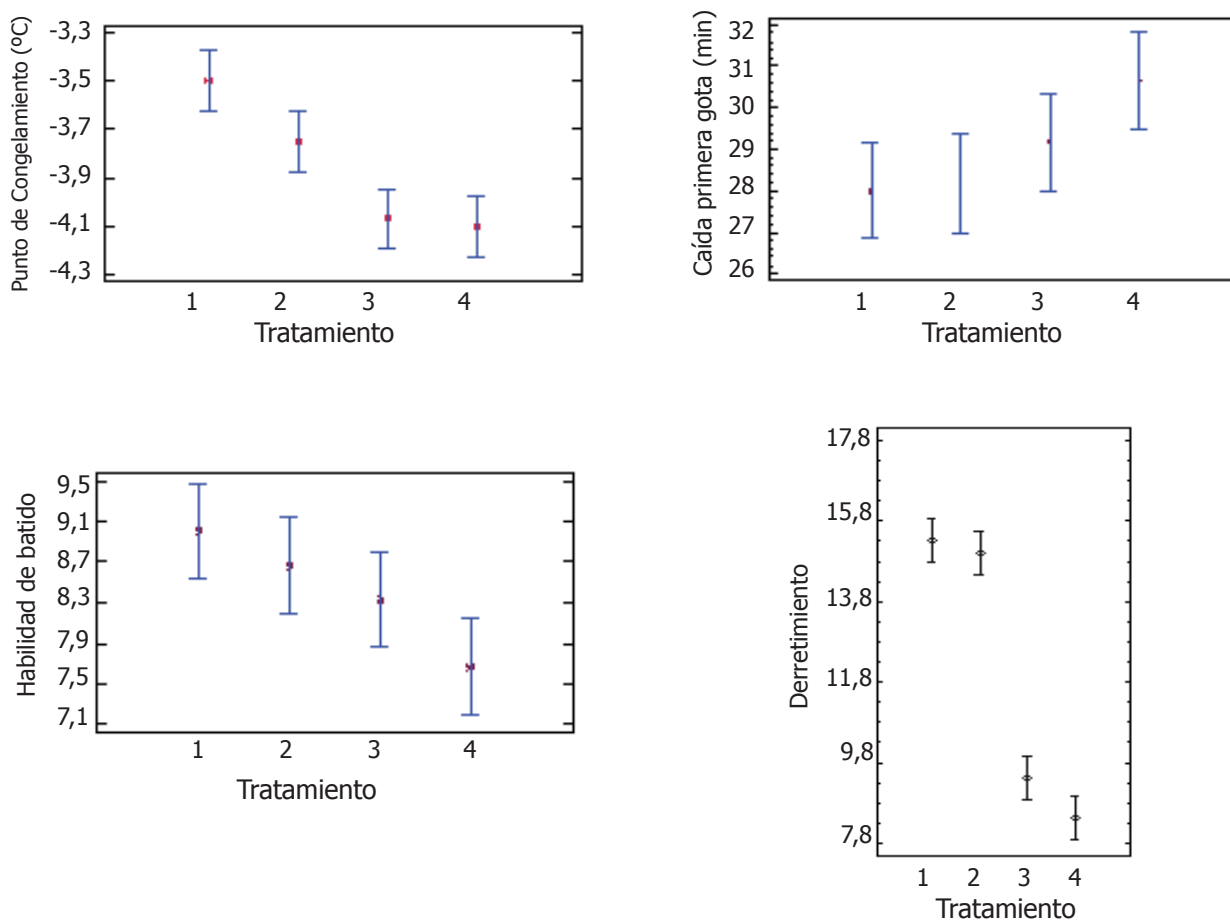 Punto de Congelamiento (ºC)
-3,3
-3,5
-3,7
-3,9
-4,1
-4,3
1 2 3 4
Tratamiento
Caída primera gota (min)
32
31
30
29
28
27
26
1 2 3 4
Tratamiento
Habilidad de batido
9,5
9,1
8,7
8,3
7,9
7,5
7,1
1 2 3 4
Tratamiento
Derretimiento
17,8
15,8
13,8
11,8
9,8
7,8
1 2 3 4
Tratamiento